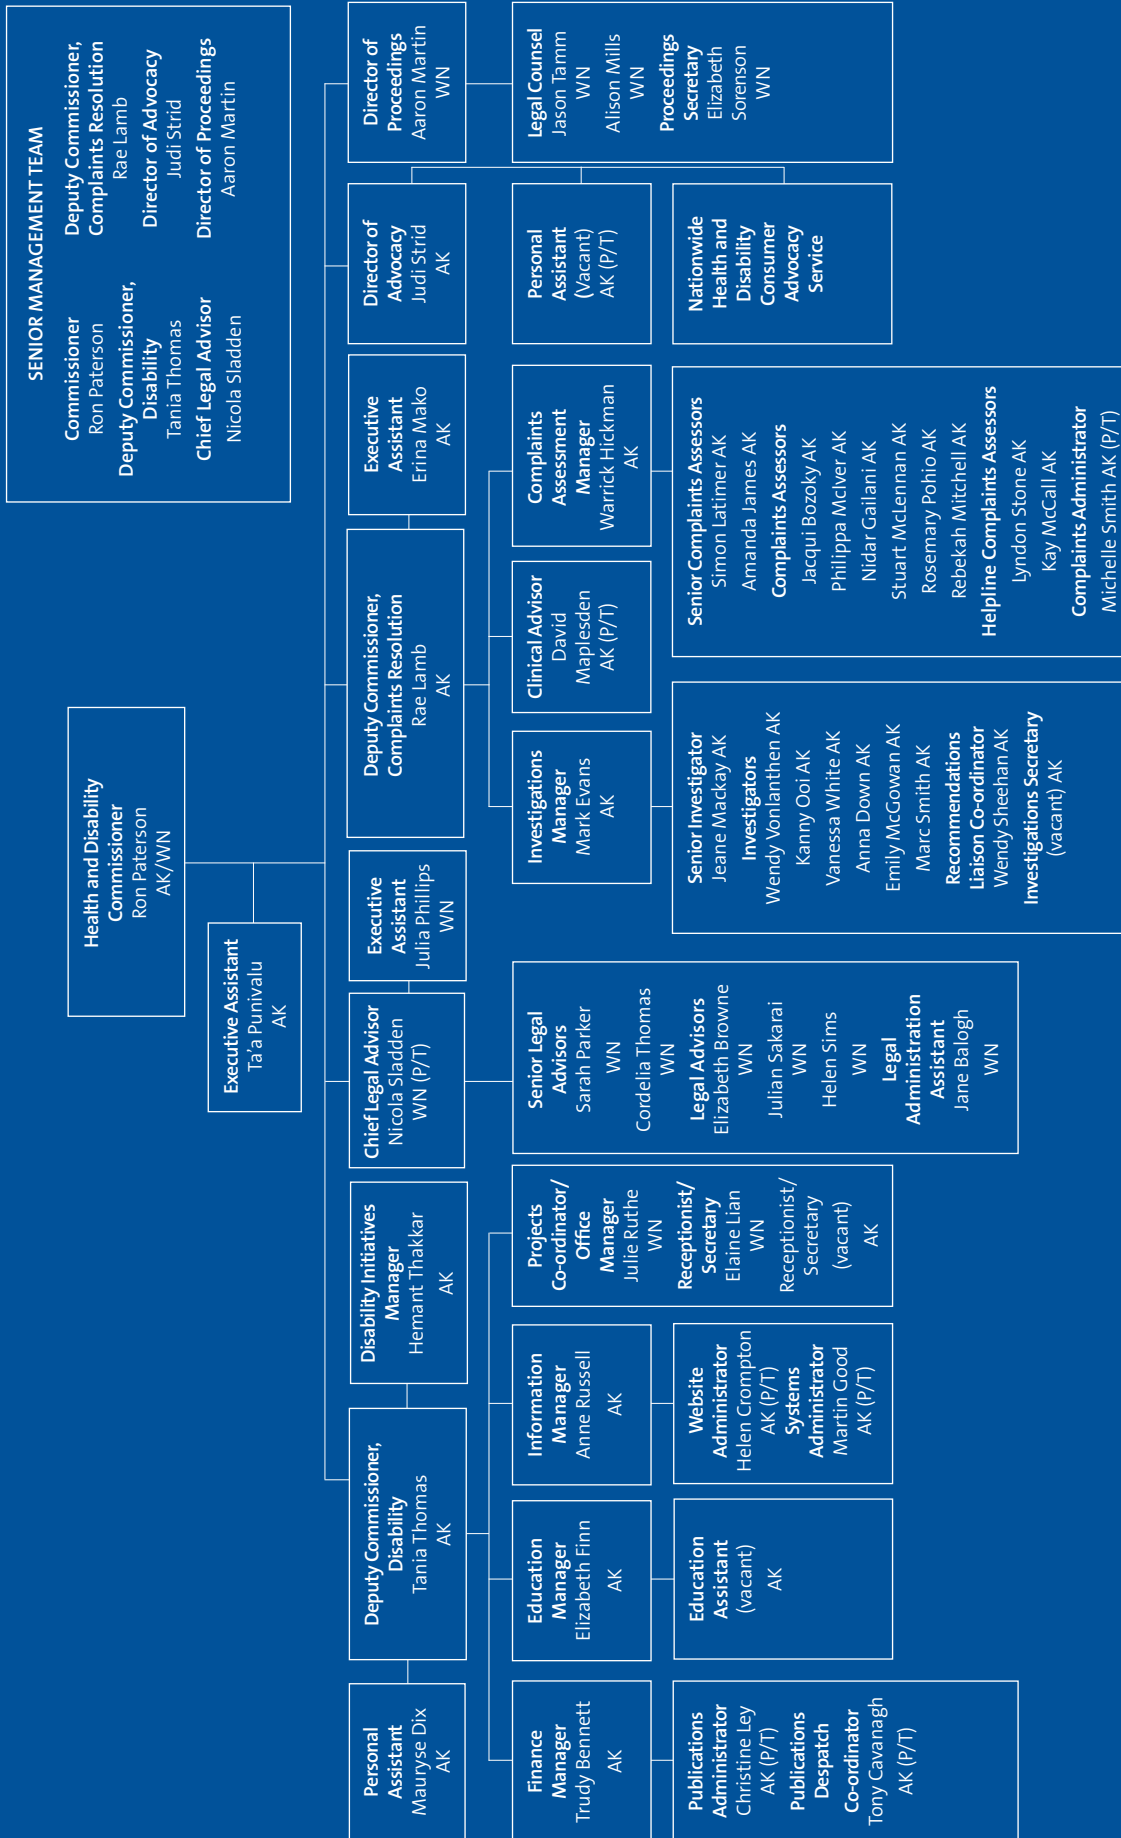 SENIOR MANAGEMENT TEAM
Commissioner
Ron Paterson
Deputy Commissioner,
Disability
Tania Thomas
Chief Legal Advisor
Nicola Sladden
Deputy Commissioner,
Complaints Resolution
Rae Lamb
Director of Advocacy
Judi Strid
Director of Proceedings
Aaron Martin
Health and Disability
Commissioner
Ron Paterson
AK/WN
Executive Assistant
Ta'a Punivalu
AK
Personal
Assistant
Mauryse Dix
AK
Deputy Commissioner,
Disability
Tania Thomas
AK
Disability Initiatives
Manager
Hemant Thakkar
AK
Chief Legal Advisor
Nicola Sladden
WN (P/T)
Executive
Assistant
Julia Phillips
WN
Deputy Commissioner,
Complaints Resolution
Rae Lamb
AK
Executive
Assistant
Erina Mako
AK
Director of
Advocacy
Judi Strid
AK
Director of
Proceedings
Aaron Martin
WN
Finance
Manager
Trudy Bennett
AK
Education
Manager
Elizabeth Finn
AK
Information
Manager
Anne Russell
AK
Projects
Co-ordinator/
Office
Manager
Julie Ruthe
WN
Receptionist/
Secretary
Elaine Lian
WN
Receptionist/
Secretary
(vacant)
AK
Senior Legal
Advisors
Sarah Parker
WN
Cordelia Thomas
WN
Legal Advisors
Elizabeth Browne
WN
Julian Sakarai
WN
Helen Sims
WN
Legal
Administration
Assistant
Jane Balogh
WN
Investigations
Manager
Mark Evans
AK
Clinical Advisor
David
Maplesden
AK (P/T)
Complaints
Assessment
Manager
Warrick Hickman
AK
Personal
Assistant
(Vacant)
AK (P/T)
Legal Counsel
Jason Tamm
WN
Alison Mills
WN
Proceedings
Secretary
Elizabeth
Sorenson
WN
Publications
Administrator
Christine Ley
AK (P/T)
Publications
Despatch
Co-ordinator
Tony Cavanagh
AK (P/T)
Education
Assistant
(vacant)
AK
Website
Administrator
Helen Crompton
AK (P/T)
Systems
Administrator
Martin Good
AK (P/T)
Senior Investigator
Jeane Mackay AK
Investigators
Wendy Vonlanthen AK
Kanny Ooi AK
Vanessa White AK
Anna Down AK
Emily McGowan AK
Marc Smith AK
Recommendations
Liaison Co-ordinator
Wendy Sheehan AK
Investigations Secretary
(vacant) AK
Senior Complaints Assessors
Simon Latimer AK
Amanda James AK
Complaints Assessors
Jacqui Bozoky AK
Philippa McIver AK
Nidar Gailani AK
Stuart McLennan AK
Rosemary Pohio AK
Rebekah Mitchell AK
Helpline Complaints Assessors
Lyndon Stone AK
Kay McCall AK
Complaints Administrator
Michelle Smith AK (P/T)
Nationwide
Health and
Disability
Consumer
Advocacy
Service